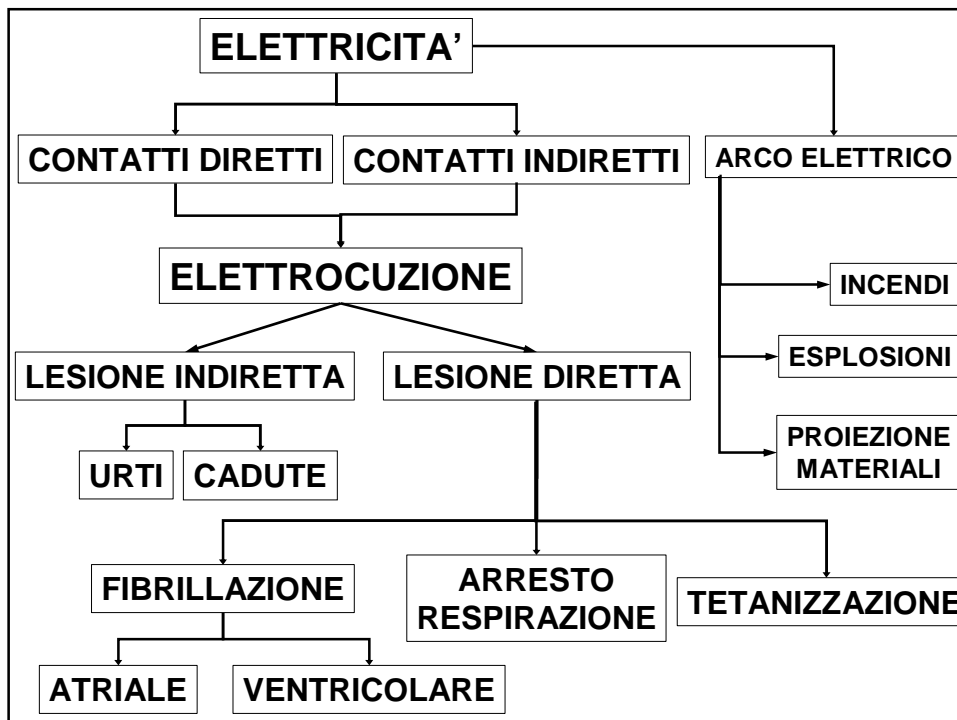 ELETTRICITA’
CONTATTI DIRETTI
CONTATTI INDIRETTI
ARCO ELETTRICO
ELETTROCUZIONE
INCENDI
ESPLOSIONI
PROIEZIONE
MATERIALI
LESIONE INDIRETTA
LESIONE DIRETTA
URTI
CADUTE
FIBRILLAZIONE
ARRESTO
RESPIRAZIONE
TETANIZZAZIONE
ATRIALE
VENTRICOLARE